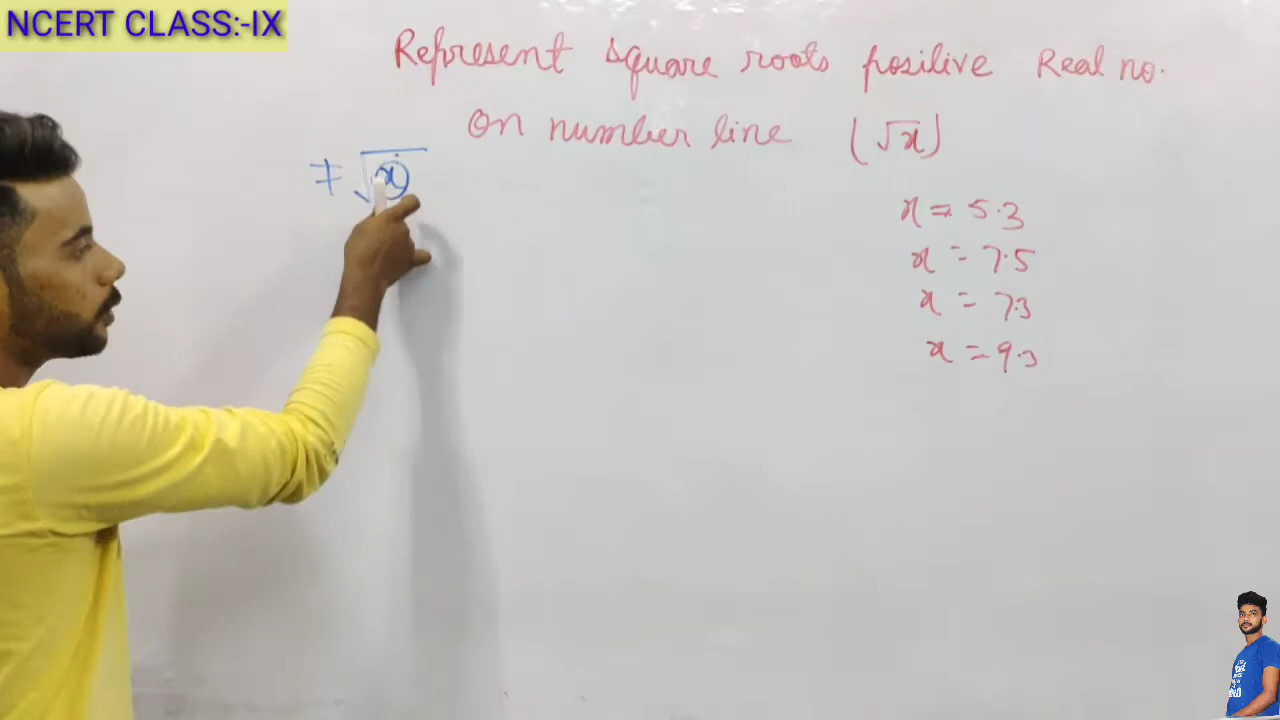 NCERT CLASS:-IX
Represent square roots positive Real no.
on number line (√x)
⇒ √x
x = 5.3
x = 7.5
x = 7.3
x = 9.3